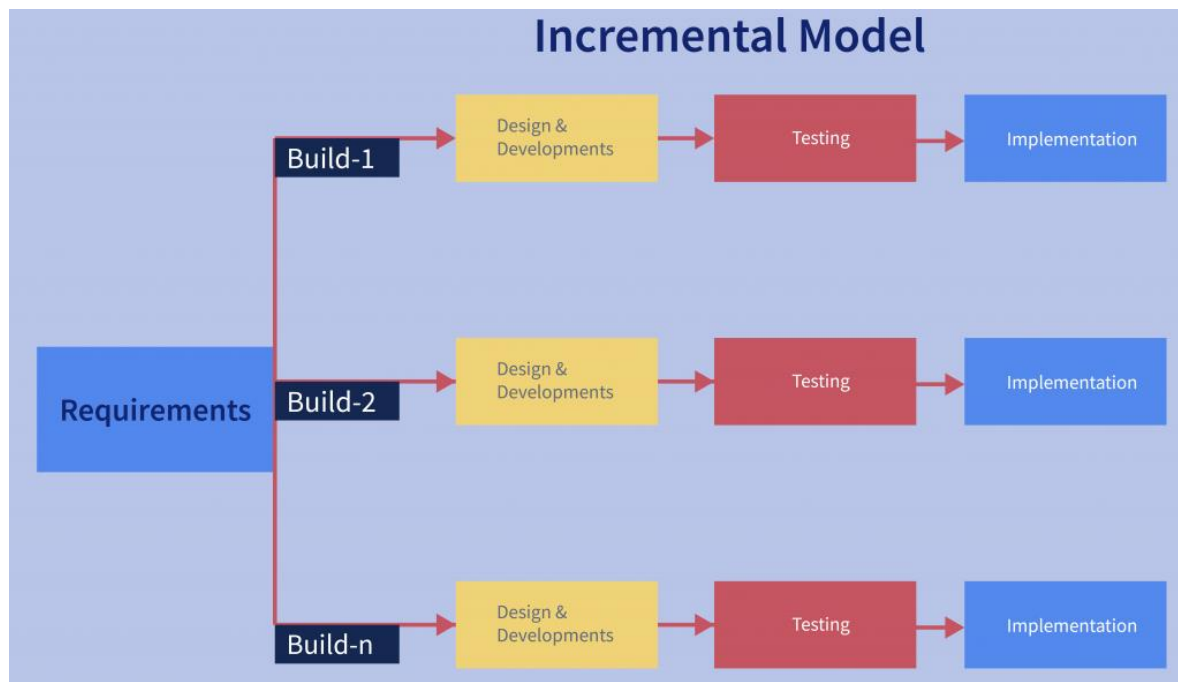 Incremental Model
Build-1
Design &
Developments
Testing
Implementation
Requirements
Build-2
Design &
Developments
Testing
Implementation
Build-n
Design &
Developments
Testing
Implementation